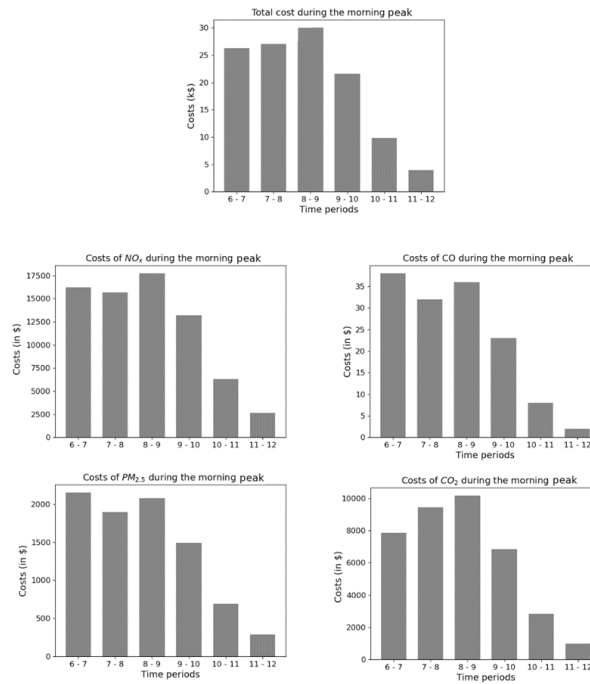 Total cost during the morning peak
Costs (k$)
30
25
20
15
10
5
0
6 - 7 7 - 8 8 - 9 9 - 10 10 - 11 11 - 12
Time periods
Costs of NOₓ during the morning peak
Costs (in $)
17500
15000
12500
10000
7500
5000
2500
0
6 - 7 7 - 8 8 - 9 9 - 10 10 - 11 11 - 12
Time periods
Costs of CO during the morning peak
Costs (in $)
35
30
25
20
15
10
5
0
6 - 7 7 - 8 8 - 9 9 - 10 10 - 11 11 - 12
Time periods
Costs of PM₂.₅ during the morning peak
Costs (in $)
2000
1500
1000
500
0
6 - 7 7 - 8 8 - 9 9 - 10 10 - 11 11 - 12
Time periods
Costs of CO₂ during the morning peak
Costs (in $)
10000
8000
6000
4000
2000
0
6 - 7 7 - 8 8 - 9 9 - 10 10 - 11 11 - 12
Time periods